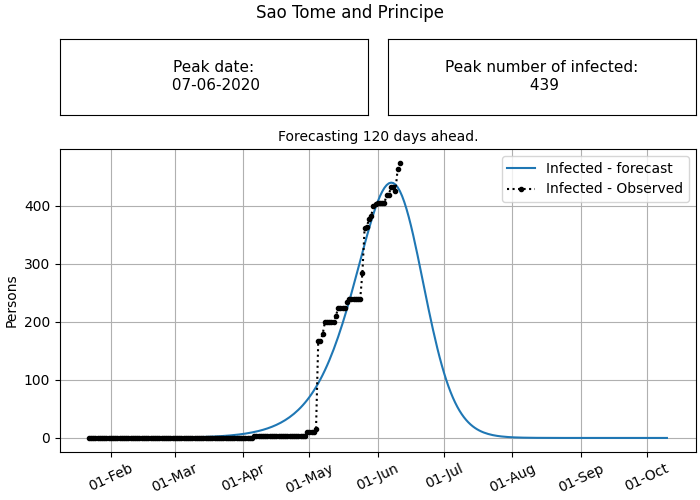 Sao Tome and Principe
Peak date:
07-06-2020
Peak number of infected:
439
Forecasting 120 days ahead.
Infected - forecast
Infected - Observed
Persons
400
300
200
100
0
01-Feb
01-Mar
01-Apr
01-May
01-Jun
01-Jul
01-Aug
01-Sep
01-Oct